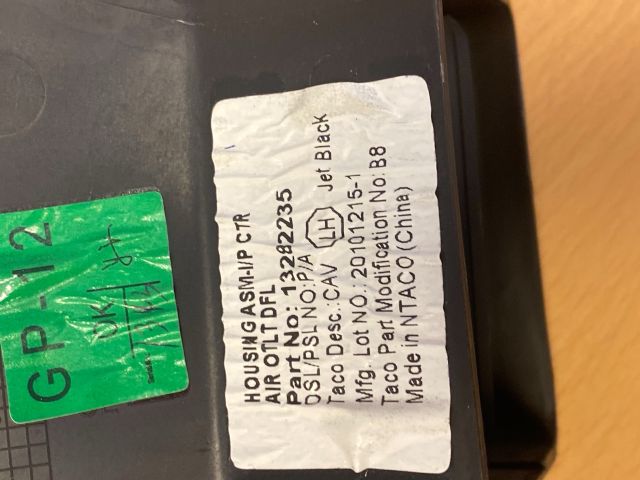 HOUSING ASM-I/P CTR
AIR OTLT DFL
Part No: 13282235
DSL/PSL NO: P/A
Taco Desc.: CAV LH Jet Black
Mfg. Lot NO.: 20101215-1
Taco Part Modification No: B8
Made in NTACO (China)
GP-12
OK